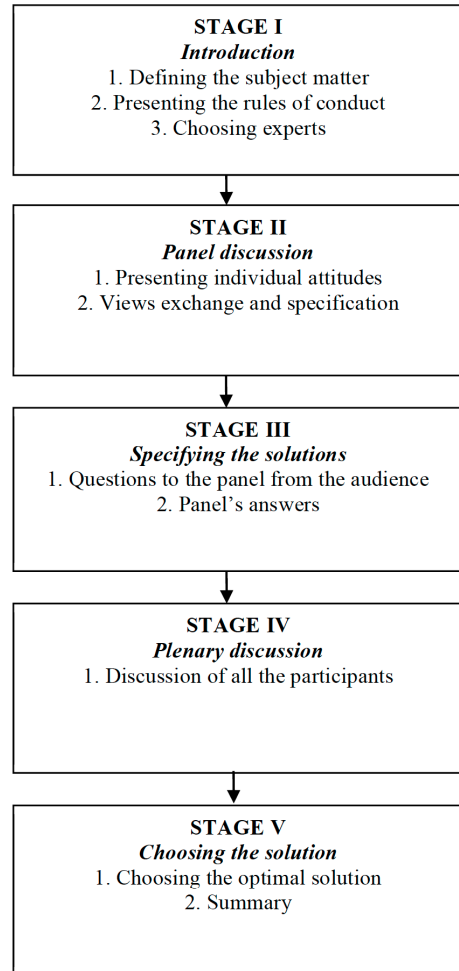 STAGE I
Introduction
1. Defining the subject matter
2. Presenting the rules of conduct
3. Choosing experts
STAGE II
Panel discussion
1. Presenting individual attitudes
2. Views exchange and specification
STAGE III
Specifying the solutions
1. Questions to the panel from the audience
2. Panel’s answers
STAGE IV
Plenary discussion
1. Discussion of all the participants
STAGE V
Choosing the solution
1. Choosing the optimal solution
2. Summary